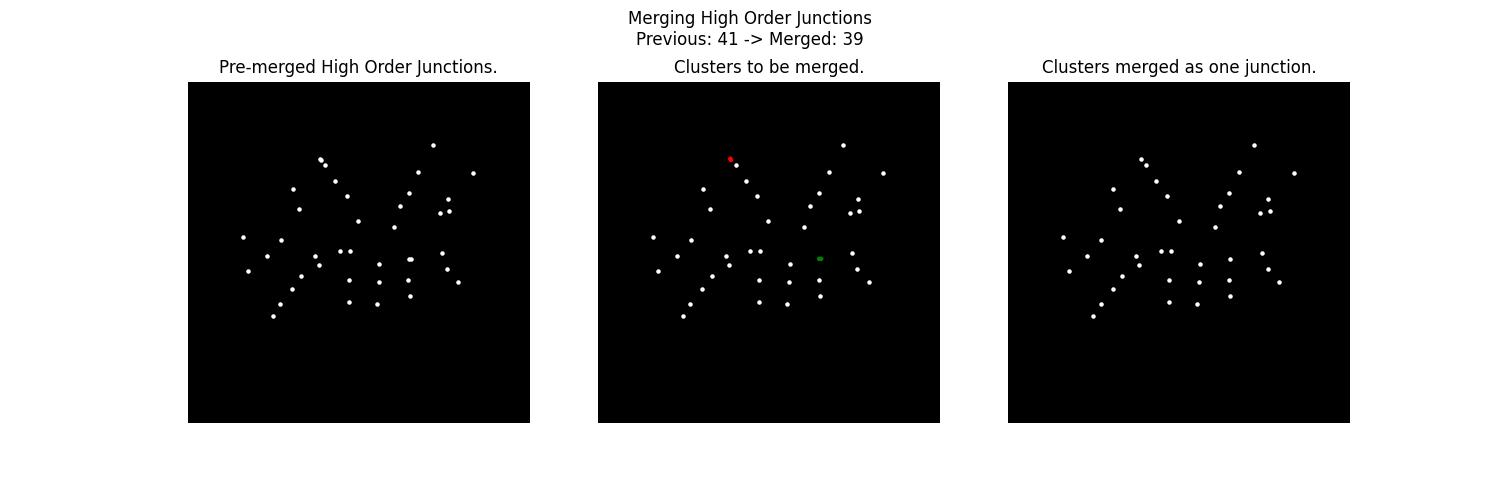 Merging High Order Junctions
Previous: 41 -> Merged: 39
Pre-merged High Order Junctions.
Clusters to be merged.
Clusters merged as one junction.